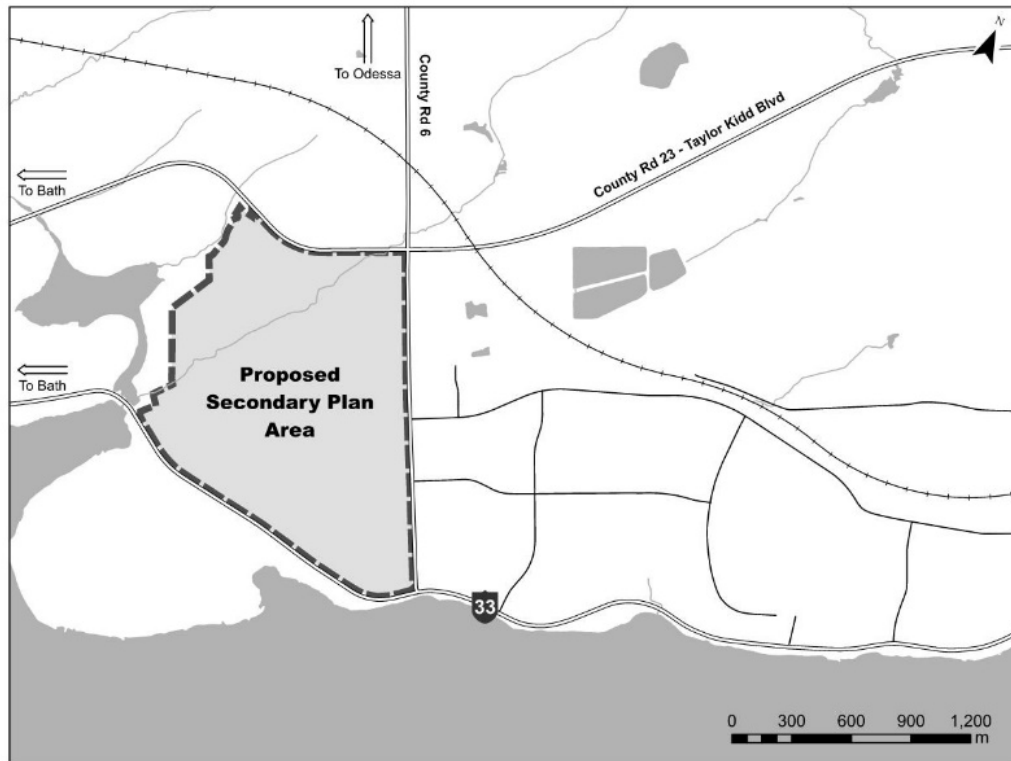 N
To Odessa
County Rd 6
County Rd 23 - Taylor Kidd Blvd
To Bath
To Bath
Proposed
Secondary Plan
Area
33
0 300 600 900 1,200
m